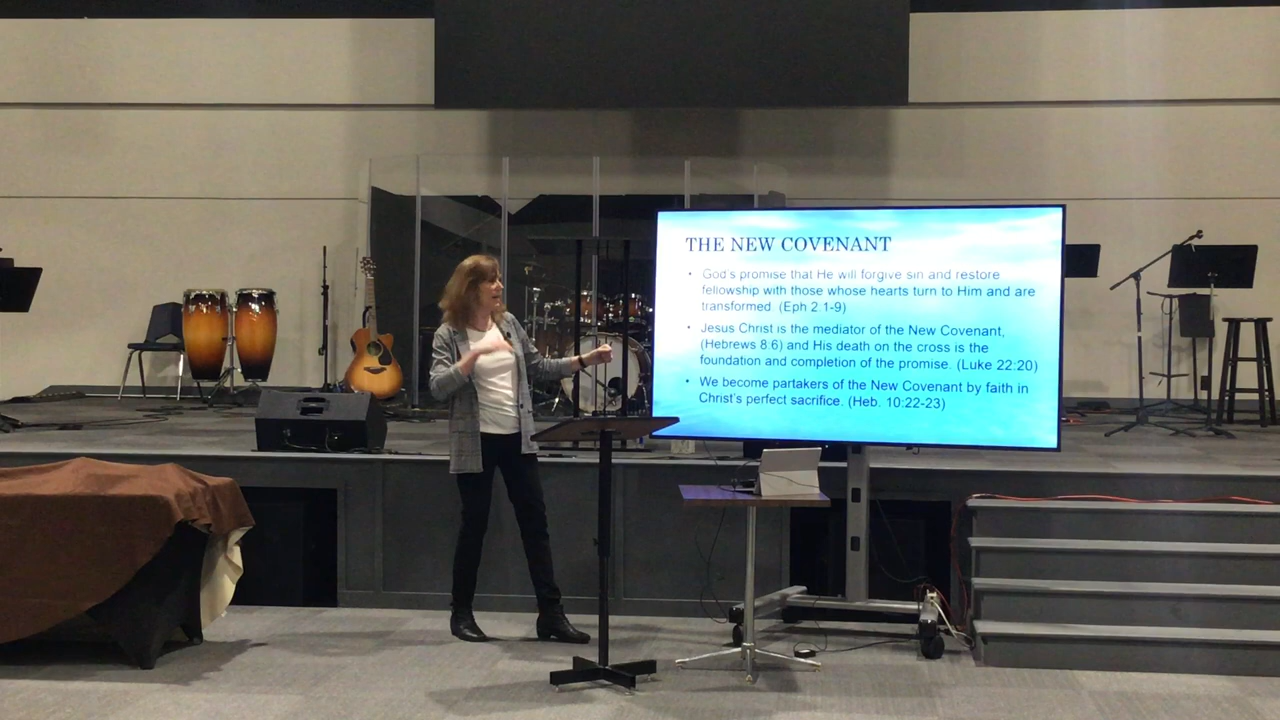 THE NEW COVENANT
• God's promise that He will forgive sin and restore
fellowship with those whose hearts turn to Him and are
transformed. (Eph 2:1-9)
• Jesus Christ is the mediator of the New Covenant,
(Hebrews 8:6) and His death on the cross is the
foundation and completion of the promise. (Luke 22:20)
• We become partakers of the New Covenant by faith in
Christ's perfect sacrifice. (Heb. 10:22-23)